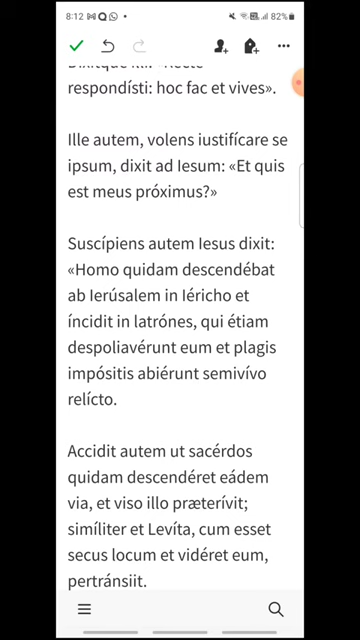 8:12
82%
respondísti: hoc fac et vives».
Ille autem, volens iustifícare se
ipsum, dixit ad Iesum: «Et quis
est meus próximus?»
Suscípiens autem Iesus dixit:
«Homo quidam descendébat
ab Ierúsalem in Iéricho et
íncidit in latrónes, qui étiam
despoliavérunt eum et plagis
impósitis abiérunt semivívo
relícto.
Accidit autem ut sacérdos
quidam descendéret eádem
via, et viso illo præterívit;
simíliter et Levíta, cum esset
secus locum et vidéret eum,
pertránsiit.